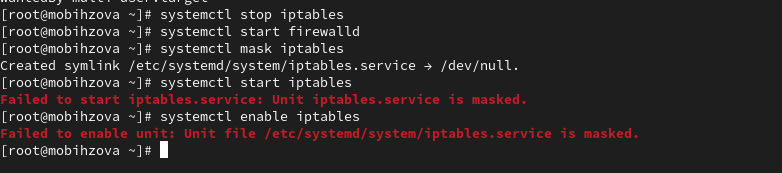 [root@mobihzova ~]# systemctl stop iptables
[root@mobihzova ~]# systemctl start firewalld
[root@mobihzova ~]# systemctl mask iptables
Created symlink /etc/systemd/system/iptables.service → /dev/null.
[root@mobihzova ~]# systemctl start iptables
Failed to start iptables.service: Unit iptables.service is masked.
[root@mobihzova ~]# systemctl enable iptables
Failed to enable unit: Unit file /etc/systemd/system/iptables.service is masked.
[root@mobihzova ~]#